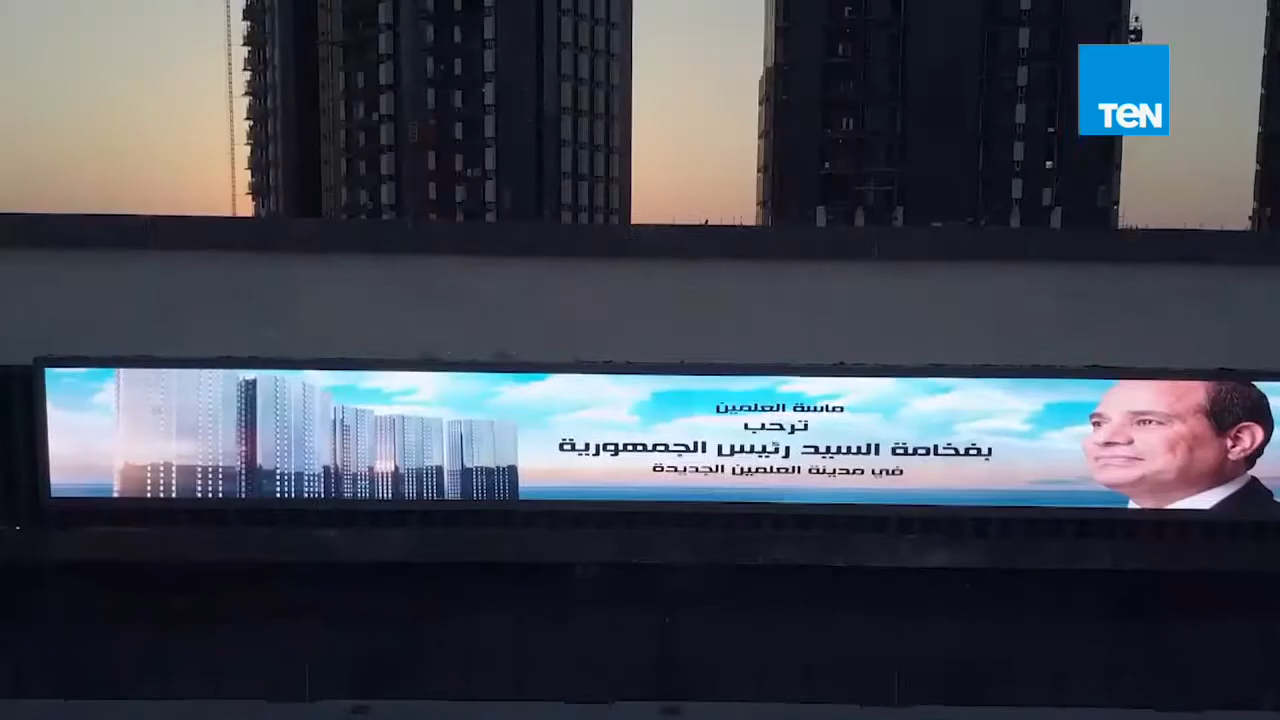 TeN
ماسة العلمين
ترحب
بفخامة السيد رئيس الجمهورية
في مدينة العلمين الجديدة